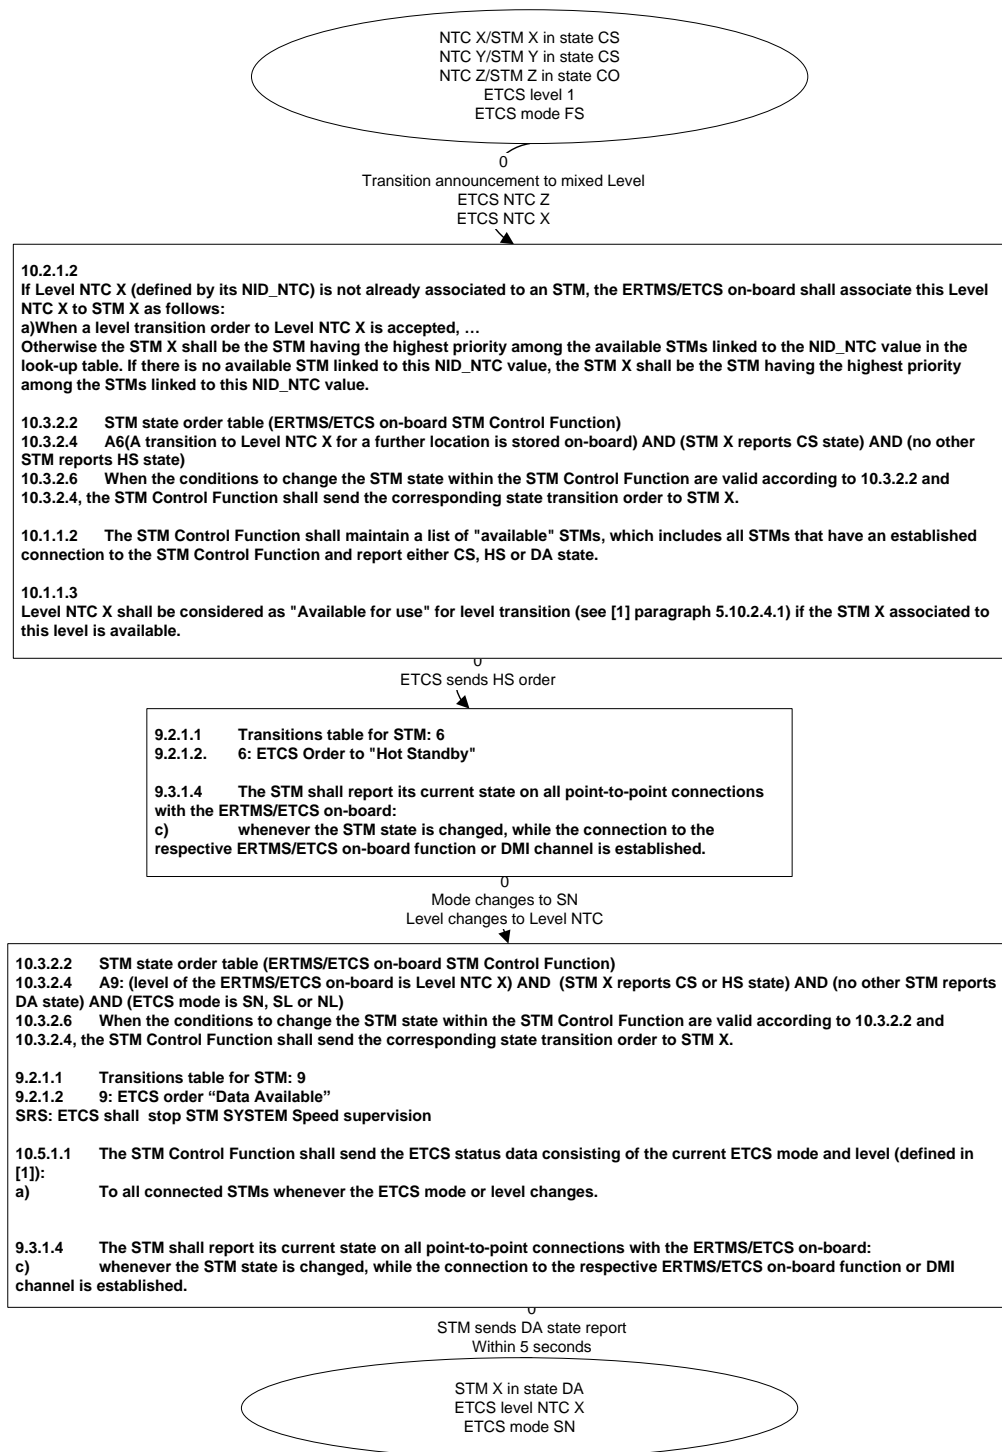 NTC X/STM X in state CS
NTC Y/STM Y in state CS
NTC Z/STM Z in state CO
ETCS level 1
ETCS mode FS
0
Transition announcement to mixed Level
ETCS NTC Z
ETCS NTC X
10.2.1.2
If Level NTC X (defined by its NID_NTC) is not already associated to an STM, the ERTMS/ETCS on-board shall associate this Level
NTC X to STM X as follows:
a)When a level transition order to Level NTC X is accepted, …
Otherwise the STM X shall be the STM having the highest priority among the available STMs linked to the NID_NTC value in the
look-up table. If there is no available STM linked to this NID_NTC value, the STM X shall be the STM having the highest priority
among the STMs linked to this NID_NTC value.
10.3.2.2 STM state order table (ERTMS/ETCS on-board STM Control Function)
10.3.2.4 A6(A transition to Level NTC X for a further location is stored on-board) AND (STM X reports CS state) AND (no other
STM reports HS state)
10.3.2.6 When the conditions to change the STM state within the STM Control Function are valid according to 10.3.2.2 and
10.3.2.4, the STM Control Function shall send the corresponding state transition order to STM X.
10.1.1.2 The STM Control Function shall maintain a list of "available" STMs, which includes all STMs that have an established
connection to the STM Control Function and report either CS, HS or DA state.
10.1.1.3
Level NTC X shall be considered as "Available for use" for level transition (see [1] paragraph 5.10.2.4.1) if the STM X associated to
this level is available.
0
ETCS sends HS order
9.2.1.1 Transitions table for STM: 6
9.2.1.2. 6: ETCS Order to "Hot Standby"
9.3.1.4 The STM shall report its current state on all point-to-point connections
with the ERTMS/ETCS on-board:
c) whenever the STM state is changed, while the connection to the
respective ERTMS/ETCS on-board function or DMI channel is established.
0
Mode changes to SN
Level changes to Level NTC
10.3.2.2 STM state order table (ERTMS/ETCS on-board STM Control Function)
10.3.2.4 A9: (level of the ERTMS/ETCS on-board is Level NTC X) AND (STM X reports CS or HS state) AND (no other STM reports
DA state) AND (ETCS mode is SN, SL or NL)
10.3.2.6 When the conditions to change the STM state within the STM Control Function are valid according to 10.3.2.2 and
10.3.2.4, the STM Control Function shall send the corresponding state transition order to STM X.
9.2.1.1 Transitions table for STM: 9
9.2.1.2 9: ETCS order “Data Available”
SRS: ETCS shall stop STM SYSTEM Speed supervision
10.5.1.1 The STM Control Function shall send the ETCS status data consisting of the current ETCS mode and level (defined in
[1]):
a) To all connected STMs whenever the ETCS mode or level changes.
9.3.1.4 The STM shall report its current state on all point-to-point connections with the ERTMS/ETCS on-board:
c) whenever the STM state is changed, while the connection to the respective ERTMS/ETCS on-board function or DMI
channel is established.
0
STM sends DA state report
Within 5 seconds
STM X in state DA
ETCS level NTC X
ETCS mode SN